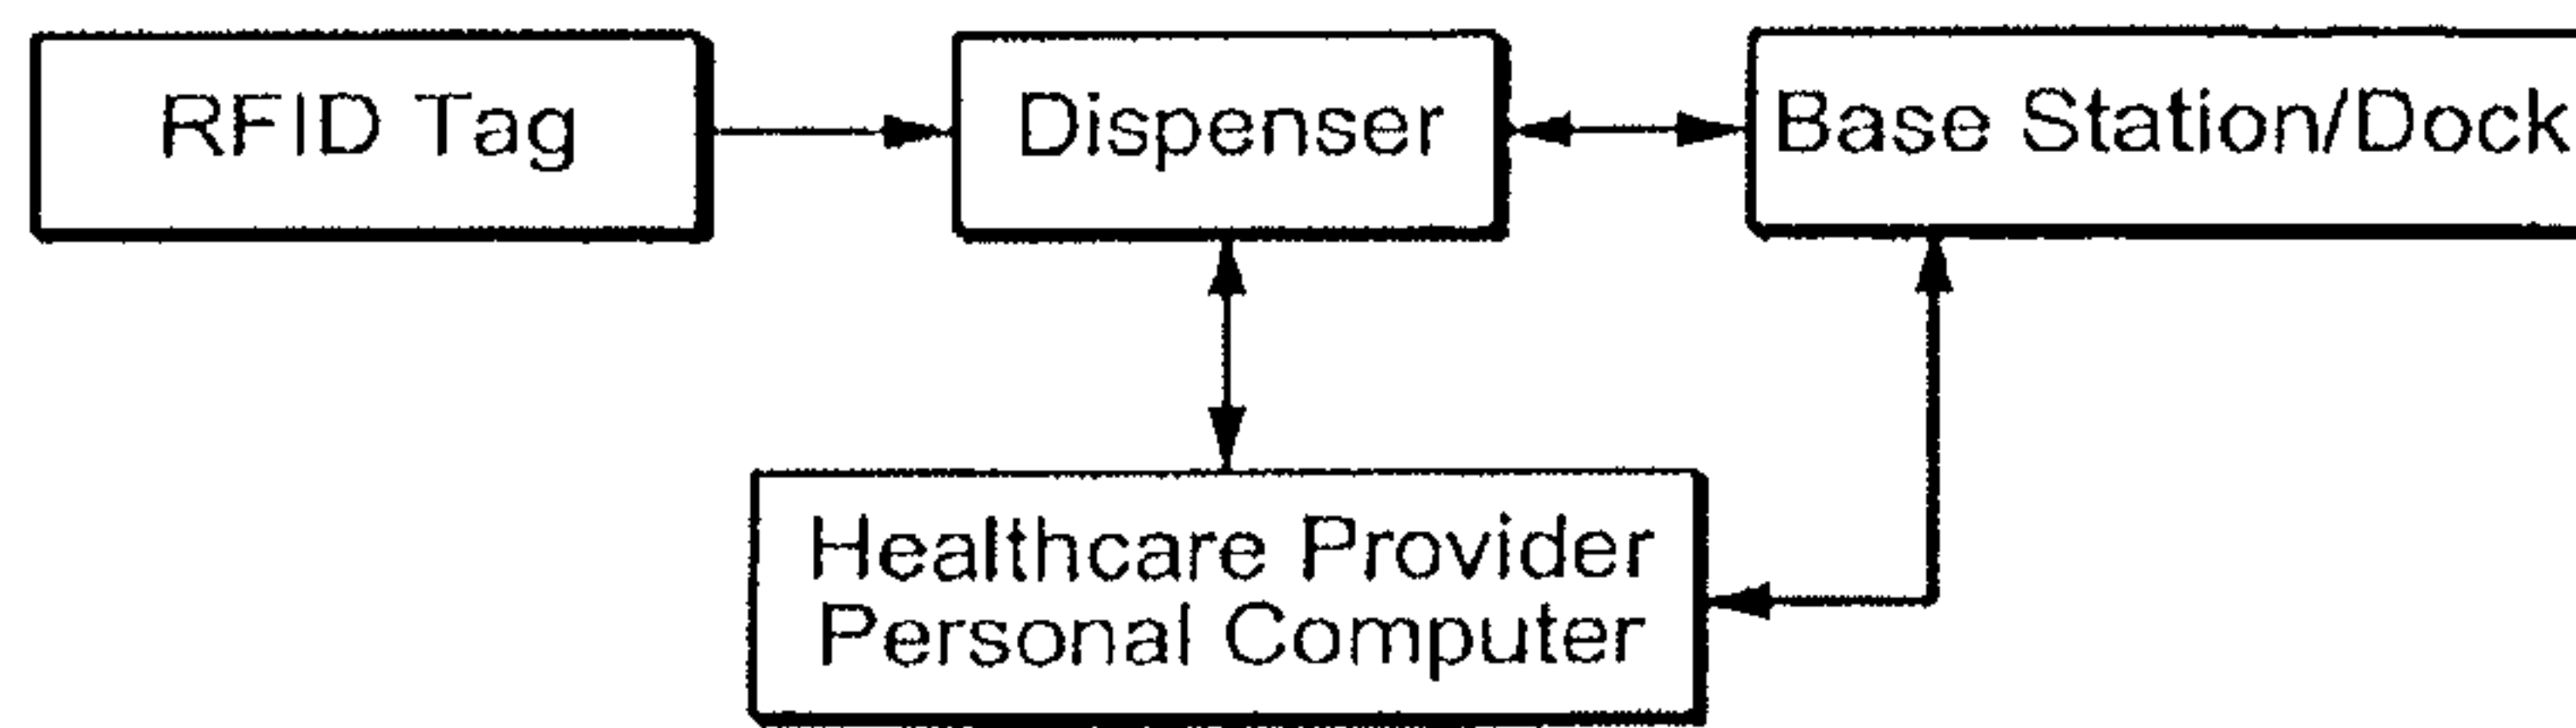 RFID Tag
Dispenser
Base Station/Dock
Healthcare Provider
Personal Computer